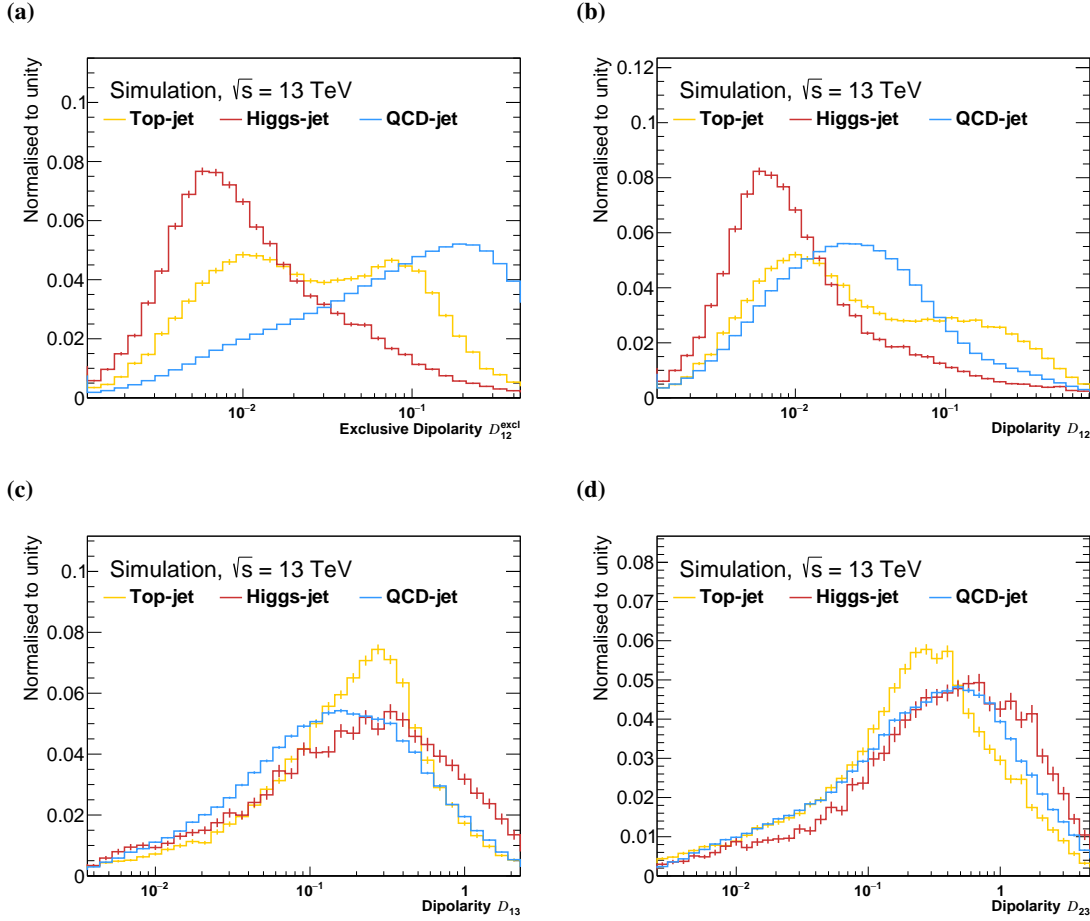 (a)
Normalised to unity
Simulation, √s = 13 TeV
Top-jet Higgs-jet QCD-jet
0.1
0.08
0.06
0.04
0.02
0
10⁻² 10⁻¹
Exclusive Dipolarity D₁₂ᵉˣᶜˡ
(b)
Normalised to unity
Simulation, √s = 13 TeV
Top-jet Higgs-jet QCD-jet
0.12
0.1
0.08
0.06
0.04
0.02
0
10⁻² 10⁻¹
Dipolarity D₁₂
(c)
Normalised to unity
Simulation, √s = 13 TeV
Top-jet Higgs-jet QCD-jet
0.1
0.08
0.06
0.04
0.02
0
10⁻² 10⁻¹ 1
Dipolarity D₁₃
(d)
Normalised to unity
Simulation, √s = 13 TeV
Top-jet Higgs-jet QCD-jet
0.08
0.07
0.06
0.05
0.04
0.03
0.02
0.01
0
10⁻² 10⁻¹ 1
Dipolarity D₂₃